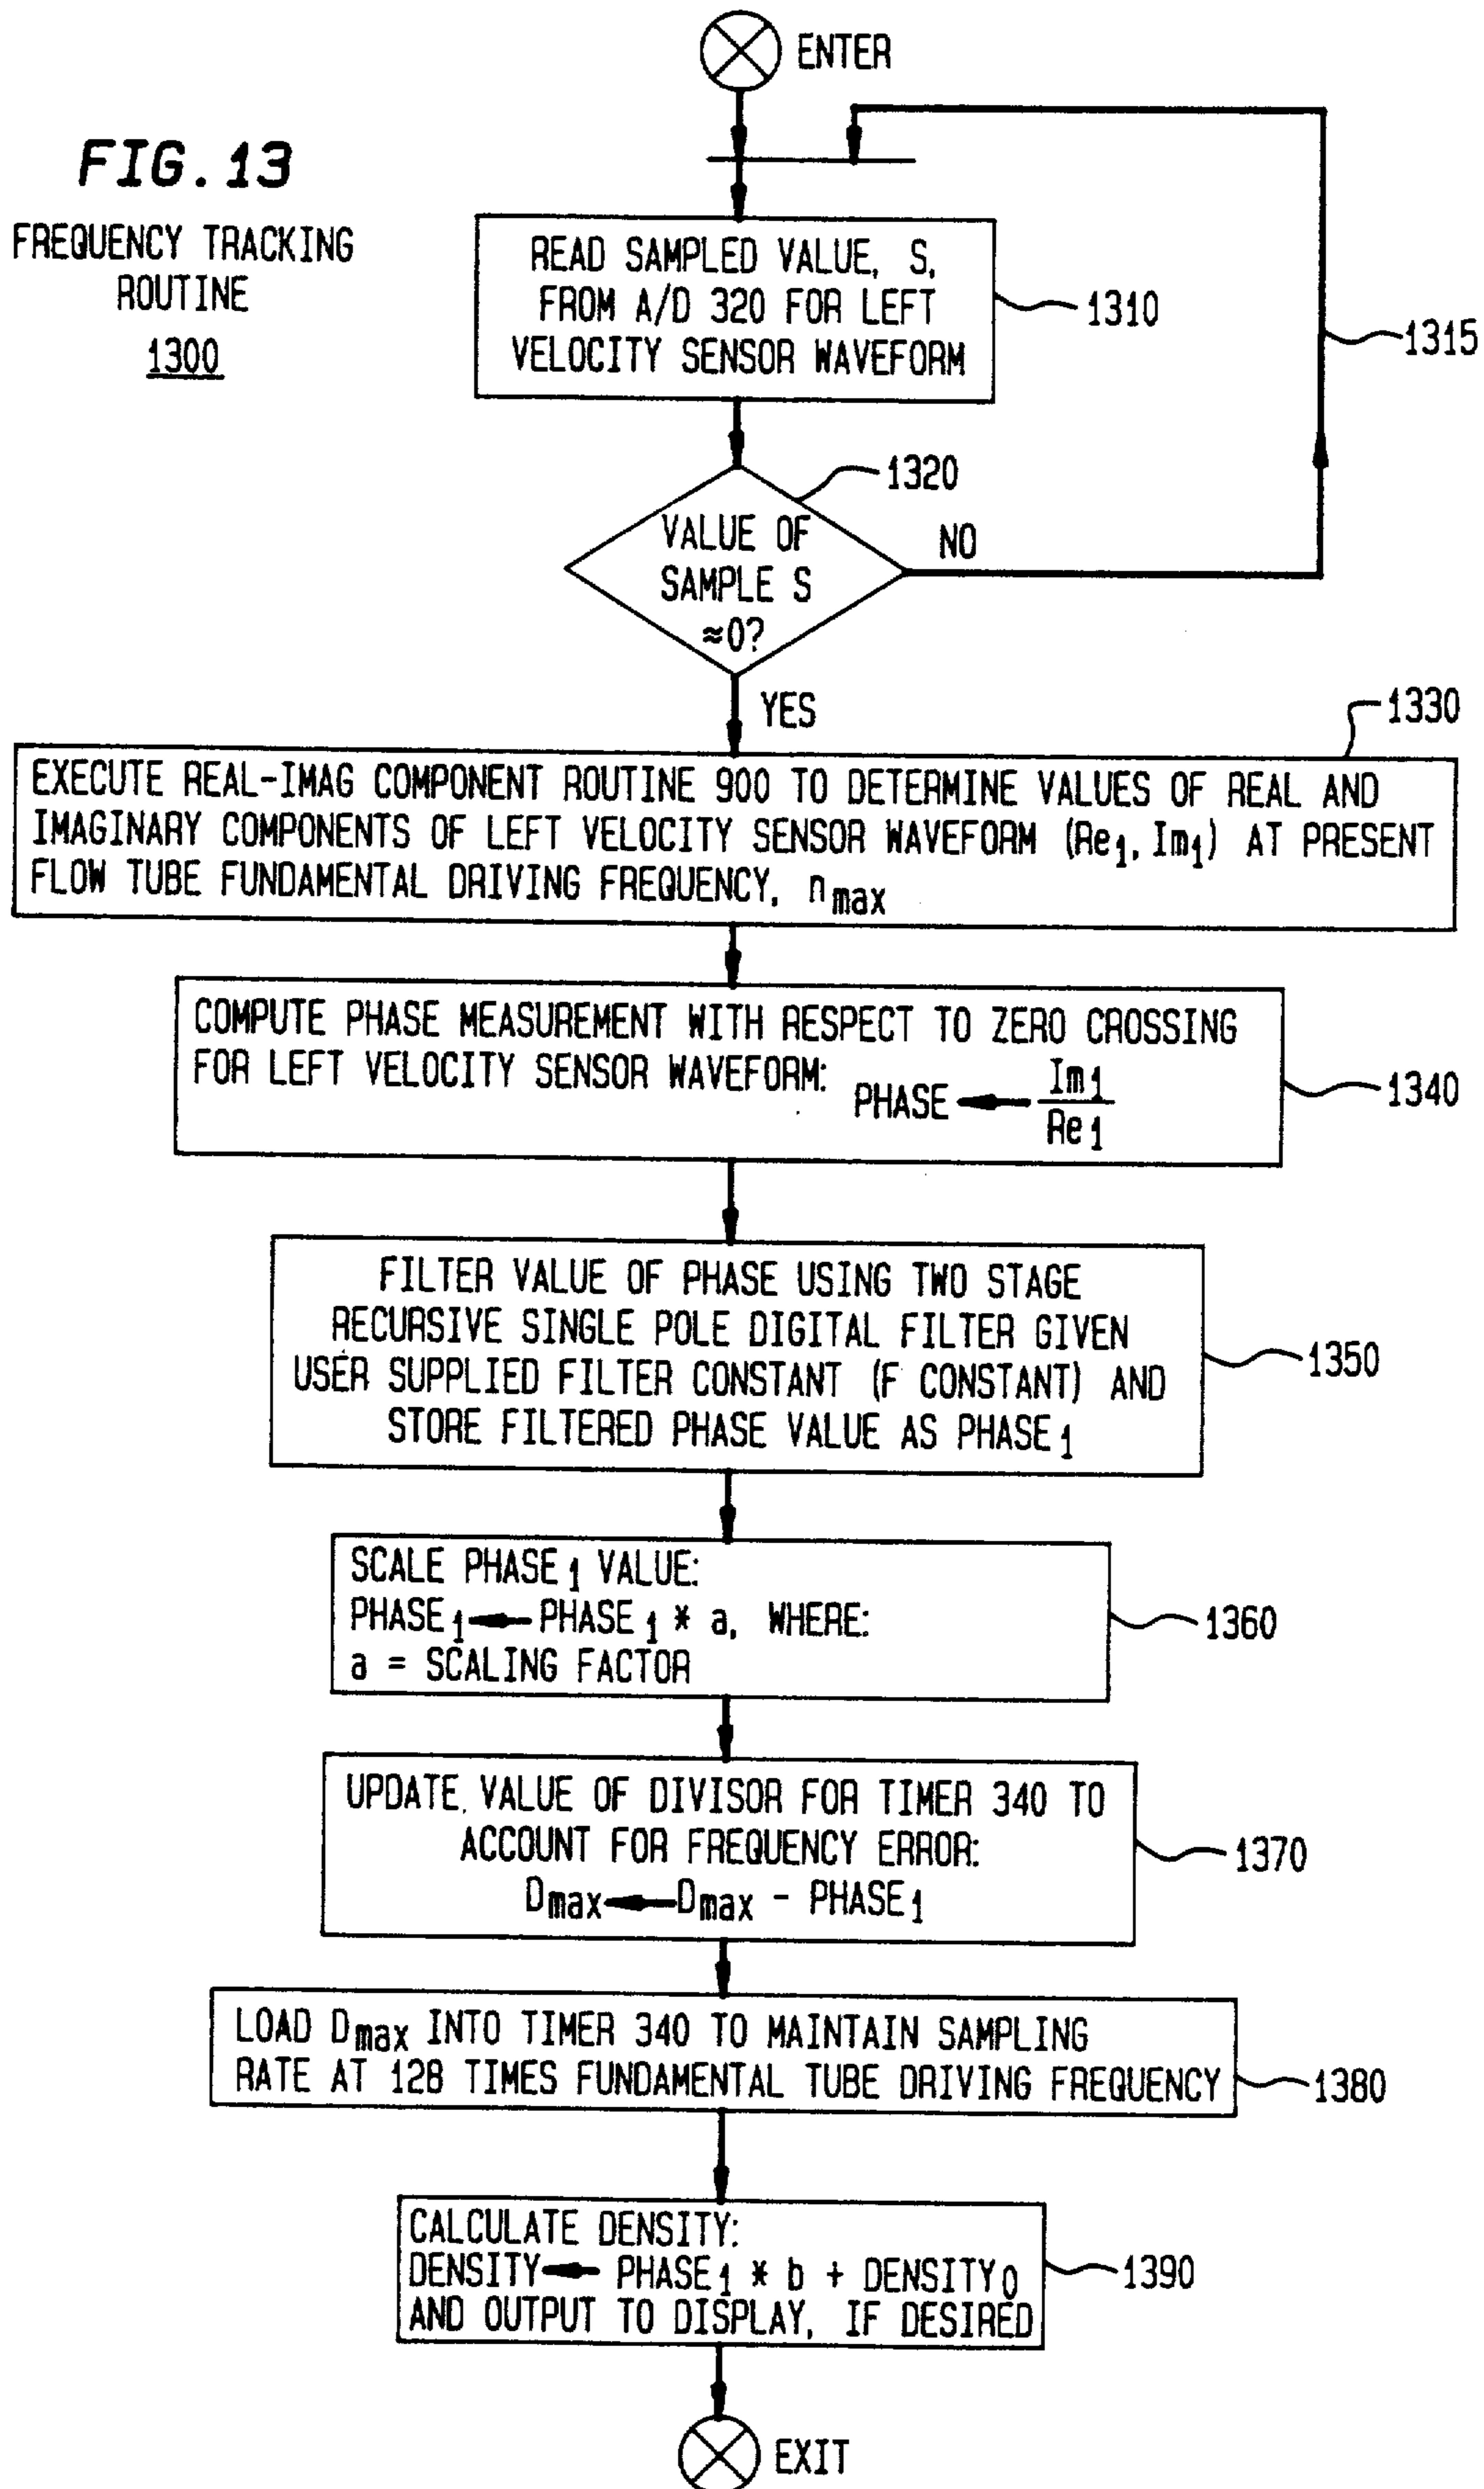 ENTER
FIG. 13
FREQUENCY TRACKING
ROUTINE
1300
READ SAMPLED VALUE, S,
FROM A/D 320 FOR LEFT
VELOCITY SENSOR WAVEFORM
1310
1315
1320
VALUE OF
SAMPLE S
≈0?
NO
YES
1330
EXECUTE REAL-IMAG COMPONENT ROUTINE 900 TO DETERMINE VALUES OF REAL AND
IMAGINARY COMPONENTS OF LEFT VELOCITY SENSOR WAVEFORM (Re1, Im1) AT PRESENT
FLOW TUBE FUNDAMENTAL DRIVING FREQUENCY, nmax
COMPUTE PHASE MEASUREMENT WITH RESPECT TO ZERO CROSSING
FOR LEFT VELOCITY SENSOR WAVEFORM:
PHASE ← Im1/Re1
1340
FILTER VALUE OF PHASE USING TWO STAGE
RECURSIVE SINGLE POLE DIGITAL FILTER GIVEN
USER SUPPLIED FILTER CONSTANT (F CONSTANT) AND
STORE FILTERED PHASE VALUE AS PHASE1
1350
SCALE PHASE1 VALUE:
PHASE1 ← PHASE1 * a, WHERE:
a = SCALING FACTOR
1360
UPDATE VALUE OF DIVISOR FOR TIMER 340 TO
ACCOUNT FOR FREQUENCY ERROR:
Dmax ← Dmax - PHASE1
1370
LOAD Dmax INTO TIMER 340 TO MAINTAIN SAMPLING
RATE AT 128 TIMES FUNDAMENTAL TUBE DRIVING FREQUENCY
1380
CALCULATE DENSITY:
DENSITY ← PHASE1 * b + DENSITY0
AND OUTPUT TO DISPLAY, IF DESIRED
1390
EXIT